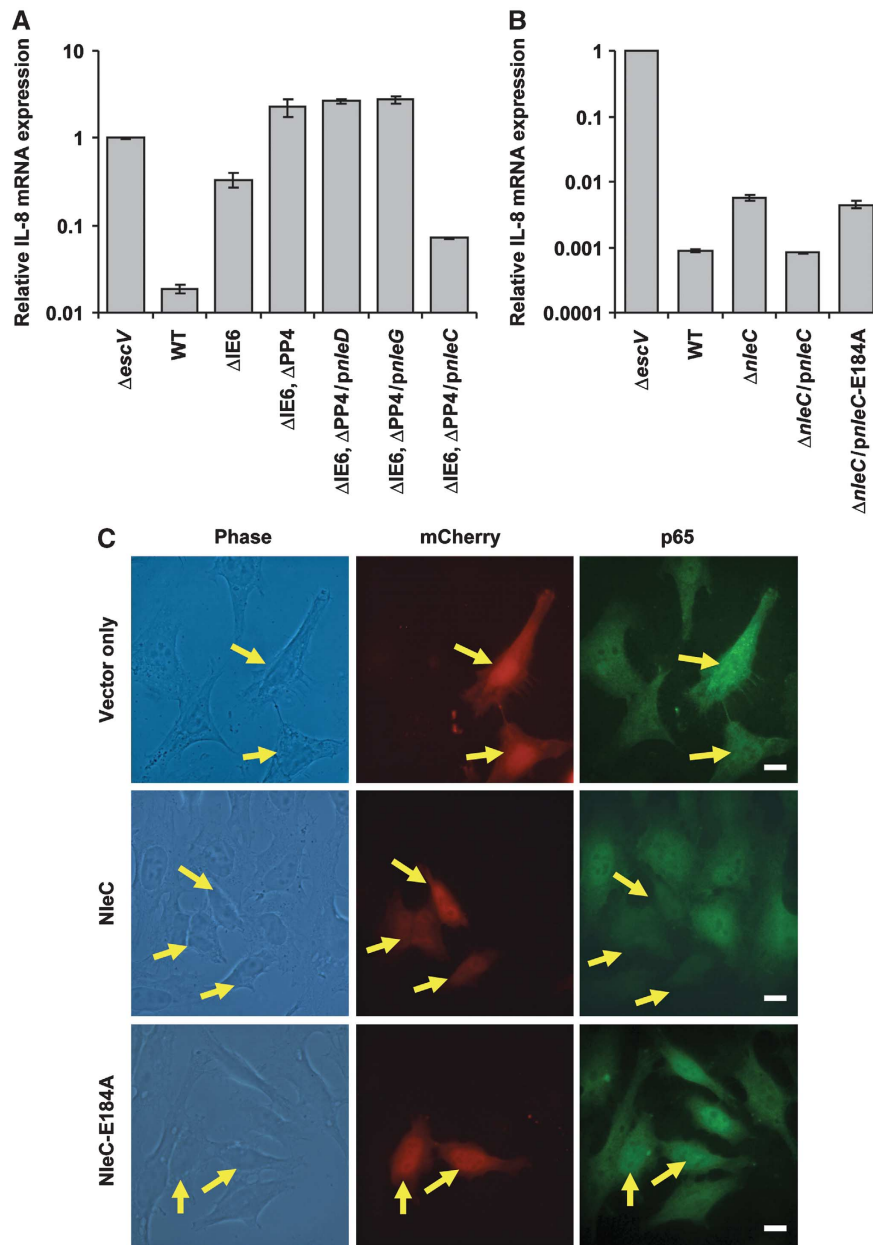 A
Relative IL-8 mRNA expression
10
1
0.1
0.01
ΔescV
WT
ΔIE6
ΔIE6, ΔPP4
ΔIE6, ΔPP4/pnleD
ΔIE6, ΔPP4/pnleG
ΔIE6, ΔPP4/pnleC
B
Relative IL-8 mRNA expression
1
0.1
0.01
0.001
0.0001
ΔescV
WT
ΔnleC
ΔnleC/pnleC
ΔnleC/pnleC-E184A
C
Phase
mCherry
p65
Vector only
NleC
NleC-E184A